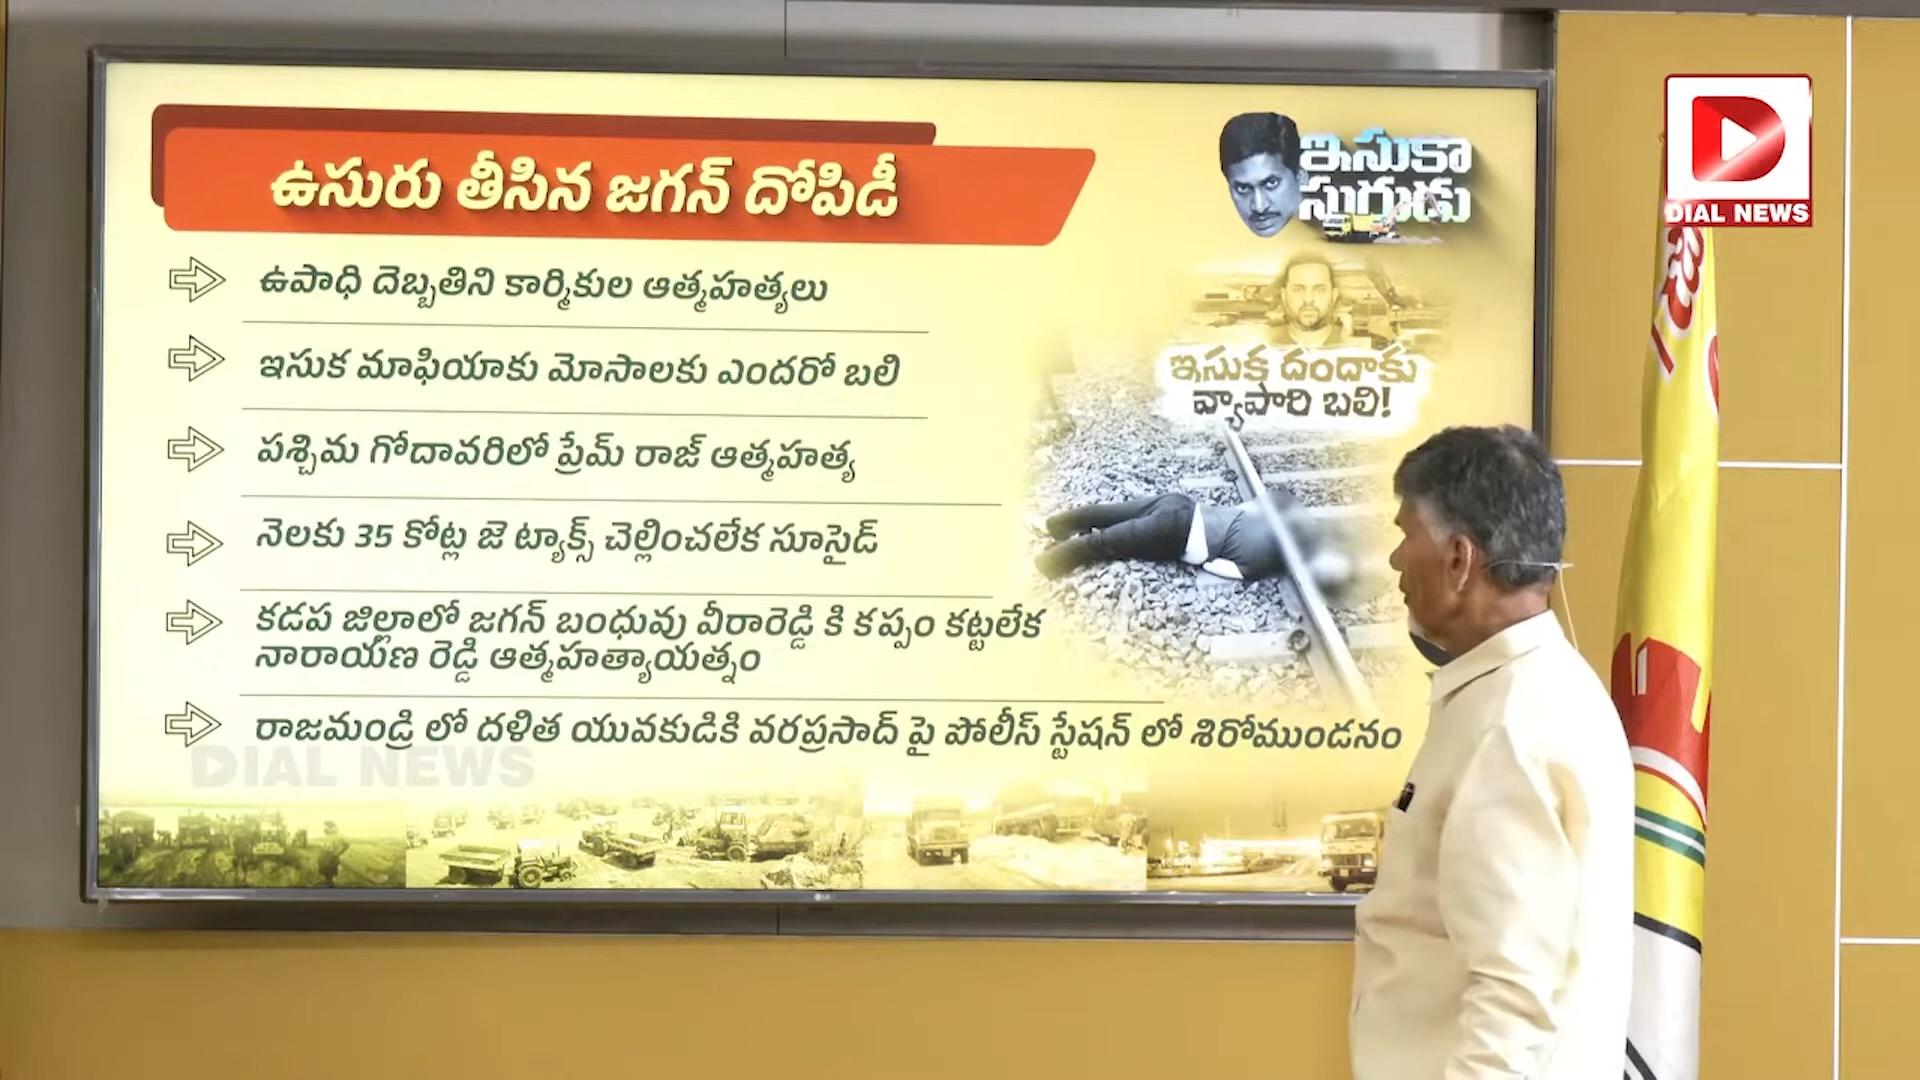 ఉసురు తీసిన జగన్ దోపిడీ
ఇసుకా
సురుడు
ఉపాధి దెబ్బతిని కార్మికుల ఆత్మహత్యలు
ఇసుక మాఫియాకు మోసాలకు ఎందరో బలి
పశ్చిమ గోదావరిలో ప్రేమ్ రాజ్ ఆత్మహత్య
నెలకు 35 కోట్ల జె ట్యాక్స్ చెల్లించలేక సూసైడ్
కడప జిల్లాలో జగన్ బంధువు వీరారెడ్డి కి కప్పం కట్టలేక
నారాయణ రెడ్డి ఆత్మహత్యాయత్నం
రాజమండ్రి లో దళిత యువకుడికి వరప్రసాద్ పై పోలీస్ స్టేషన్ లో శిరోముండనం
ఇసుక దందాకు
వ్యాపారి బలి!
DIAL NEWS
DIAL NEWS
LG